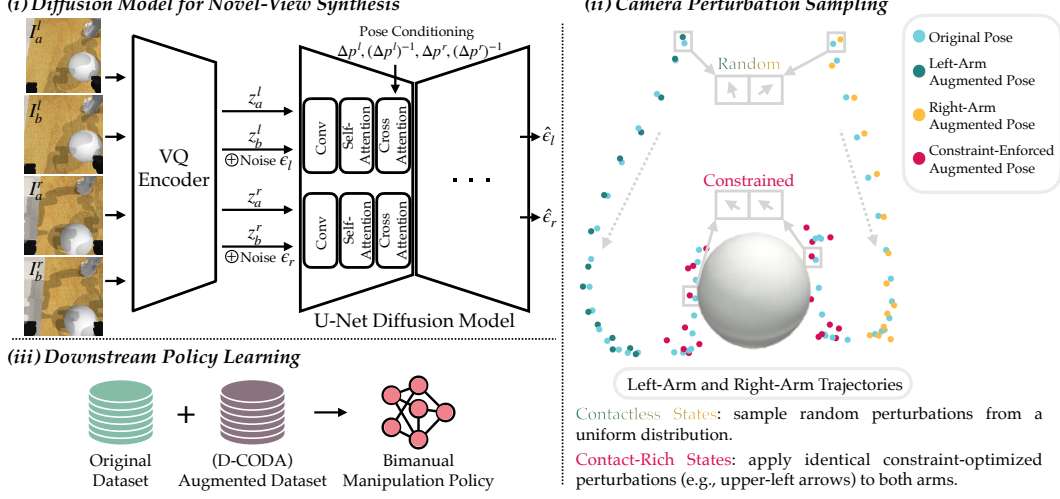 (i) Diffusion Model for Novel-View Synthesis
I_a^l
I_b^l
I_a^r
I_b^r
VQ
Encoder
z_a^l
z_b^l
⊕Noise ϵ_l
z_a^r
z_b^r
⊕Noise ϵ_r
Pose Conditioning
Δp^l, (Δp^l)^{-1}, Δp^r, (Δp^r)^{-1}
Conv
Self-
Attention
Cross
Attention
Conv
Self-
Attention
Cross
Attention
. . .
ϵ̂_l
ϵ̂_r
U-Net Diffusion Model
(ii) Camera Perturbation Sampling
Random
Constrained
Original Pose
Left-Arm
Augmented Pose
Right-Arm
Augmented Pose
Constraint-Enforced
Augmented Pose
Left-Arm and Right-Arm Trajectories
Contactless States: sample random perturbations from a
uniform distribution.
Contact-Rich States: apply identical constraint-optimized
perturbations (e.g., upper-left arrows) to both arms.
(iii) Downstream Policy Learning
Original
Dataset
+
(D-CODA)
Augmented Dataset
Bimanual
Manipulation Policy